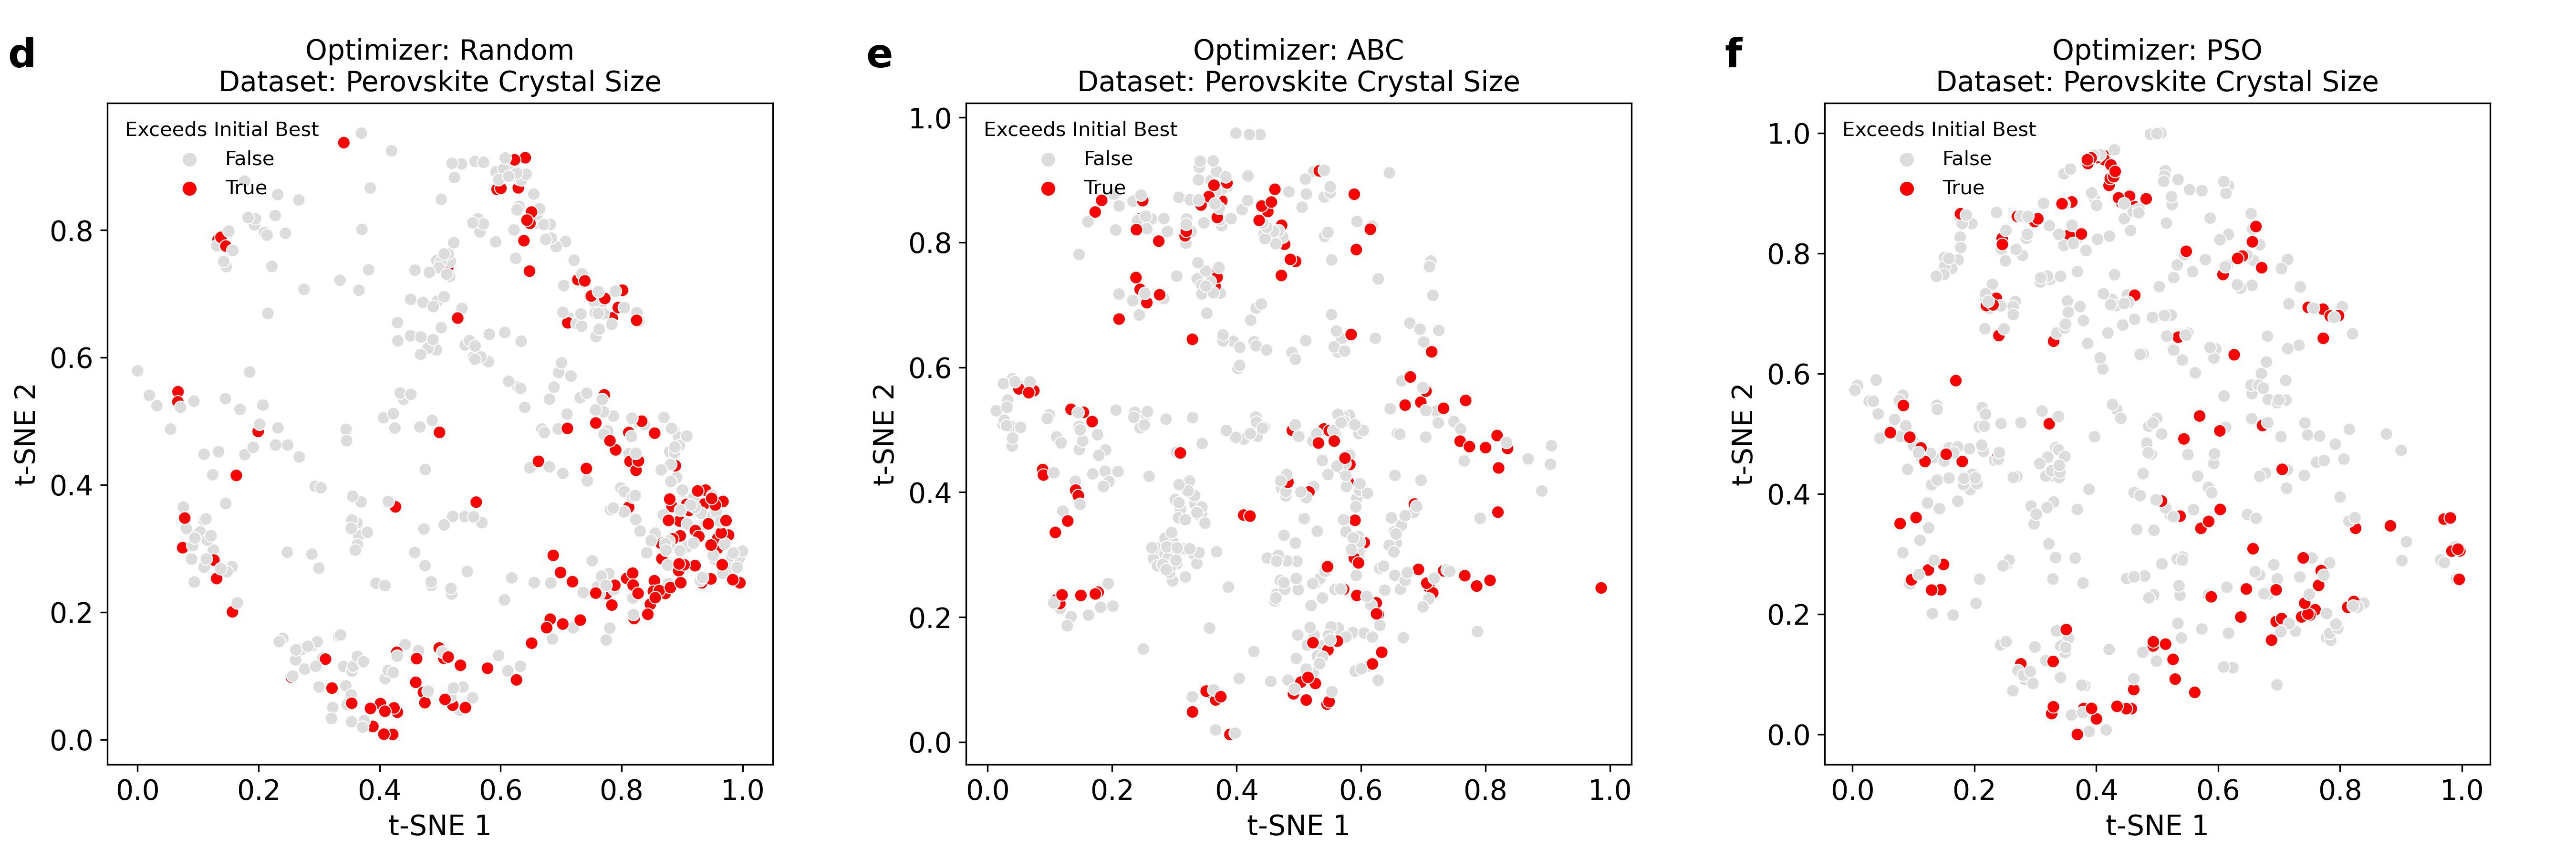 d
Optimizer: Random
Dataset: Perovskite Crystal Size
Exceeds Initial Best
False
True
0.8
0.6
0.4
0.2
0.0
t-SNE 2
0.0 0.2 0.4 0.6 0.8 1.0
t-SNE 1
e
Optimizer: ABC
Dataset: Perovskite Crystal Size
Exceeds Initial Best
False
True
1.0
0.8
0.6
0.4
0.2
0.0
t-SNE 2
0.0 0.2 0.4 0.6 0.8 1.0
t-SNE 1
f
Optimizer: PSO
Dataset: Perovskite Crystal Size
Exceeds Initial Best
False
True
1.0
0.8
0.6
0.4
0.2
0.0
t-SNE 2
0.0 0.2 0.4 0.6 0.8 1.0
t-SNE 1